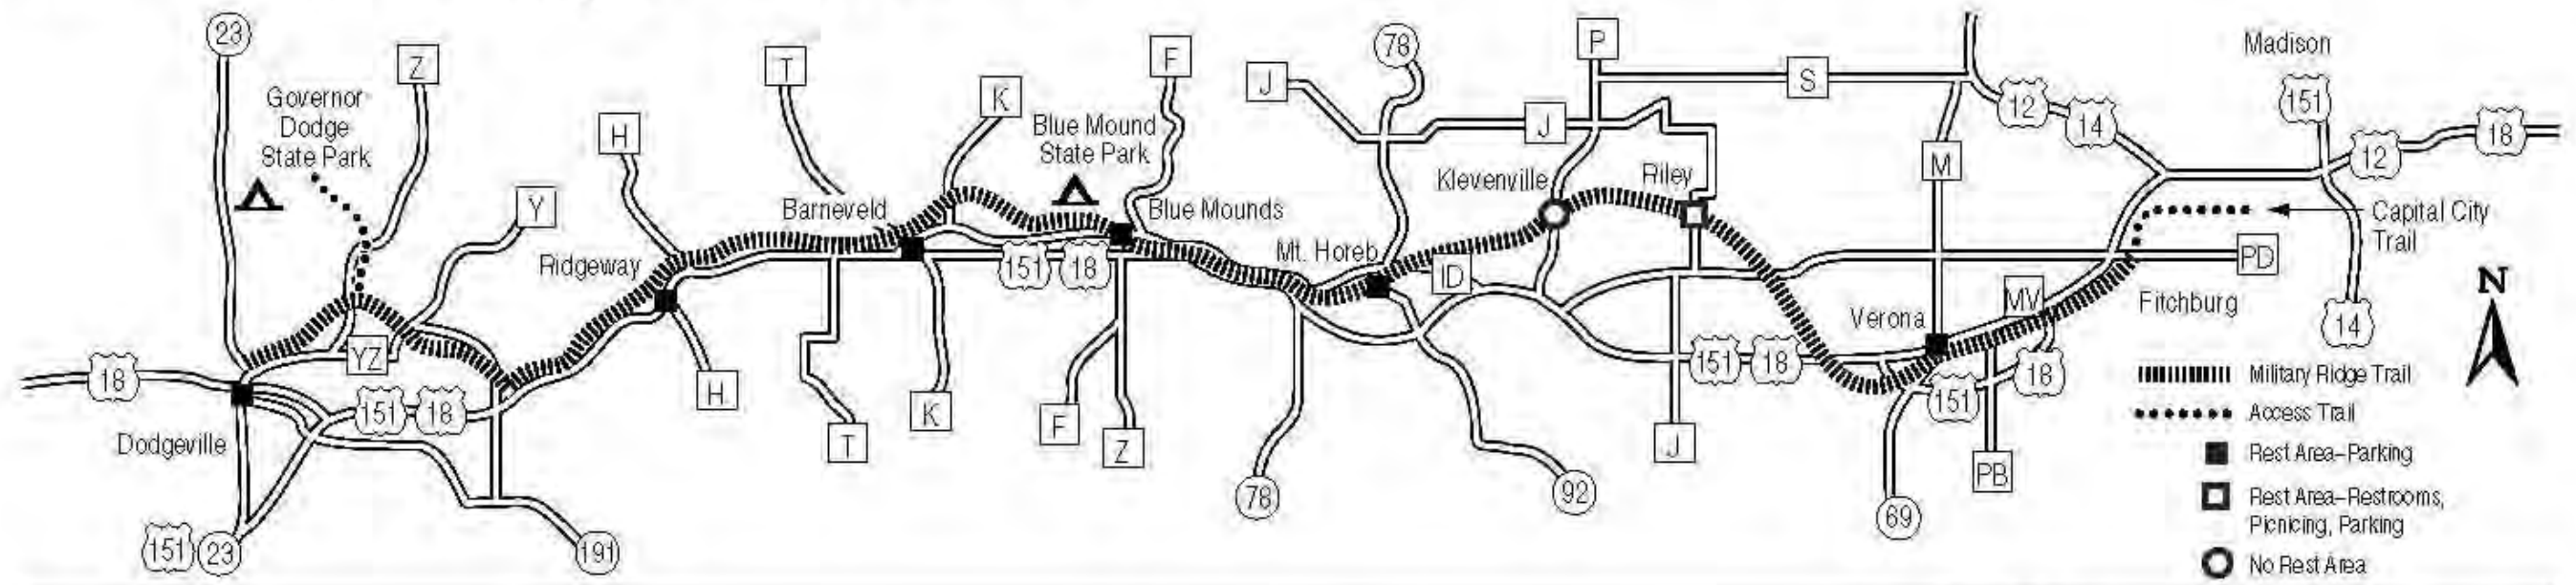 23
Z
Governor
Dodge
State Park
H
T
K
F
Blue Mound
State Park
Y
Ridgeway
Barneveld
Blue Mounds
151
18
YZ
18
151
18
Dodgeville
151
23
191
H
T
K
F
Z
J
78
P
S
J
Klevenville
Riley
M
Mt. Horeb
ID
12
14
Madison
151
12
18
Capital City
Trail
PD
MV
Fitchburg
Verona
14
N
151
18
151
18
J
78
92
69
PB
Military Ridge Trail
Access Trail
Rest Area–Parking
Rest Area–Restrooms,
Picnicing, Parking
No Rest Area